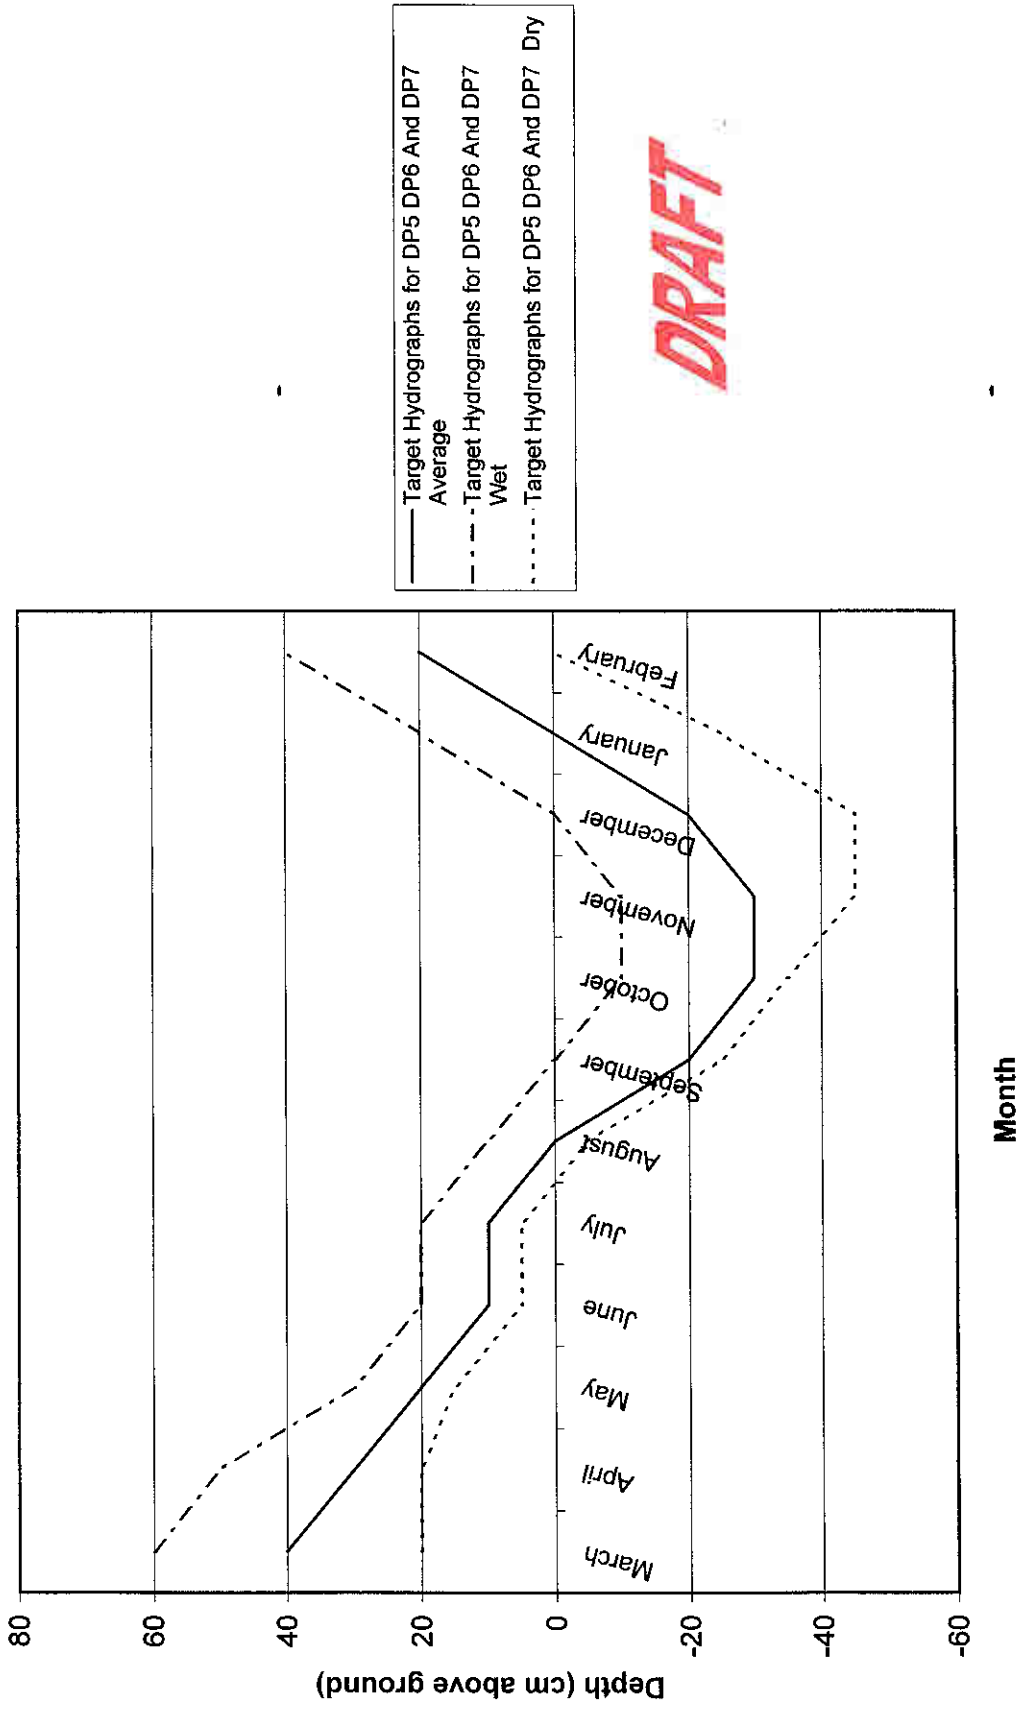 80
60
40
20
0
-20
-40
-60
Depth (cm above ground)
March
April
May
June
July
August
September
October
November
December
January
February
Month
Target Hydrographs for DP5 DP6 And DP7
Average
Target Hydrographs for DP5 DP6 And DP7
Wet
Target Hydrographs for DP5 DP6 And DP7 Dry
DRAFT